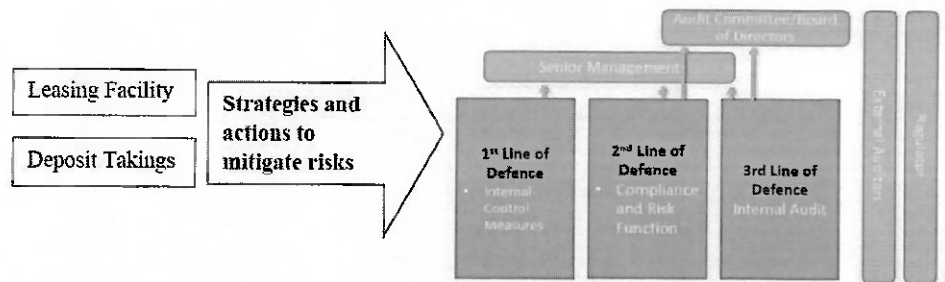 Leasing Facility
Deposit Takings
Strategies and
actions to
mitigate risks
Audit Committee/Board
of Directors
Senior Management
1st Line of
Defence
• Internal
Control
Measures
2nd Line of
Defence
• Compliance
and Risk
Function
3rd Line of
Defence
Internal Audit
External Auditors
Regulator